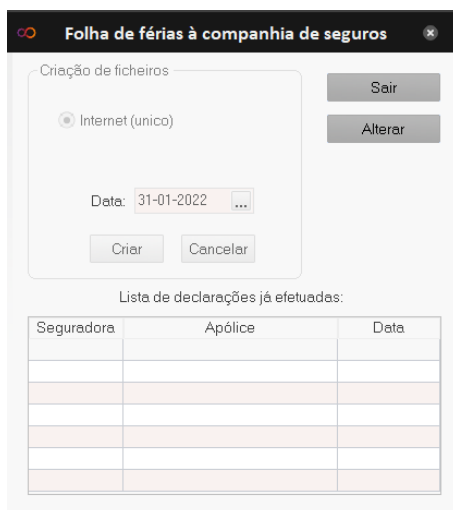 Folha de férias à companhia de seguros
Criação de ficheiros
Sair
Internet (unico)
Alterar
Data: 31-01-2022 ...
Criar Cancelar
Lista de declarações já efetuadas:
Seguradora Apólice Data